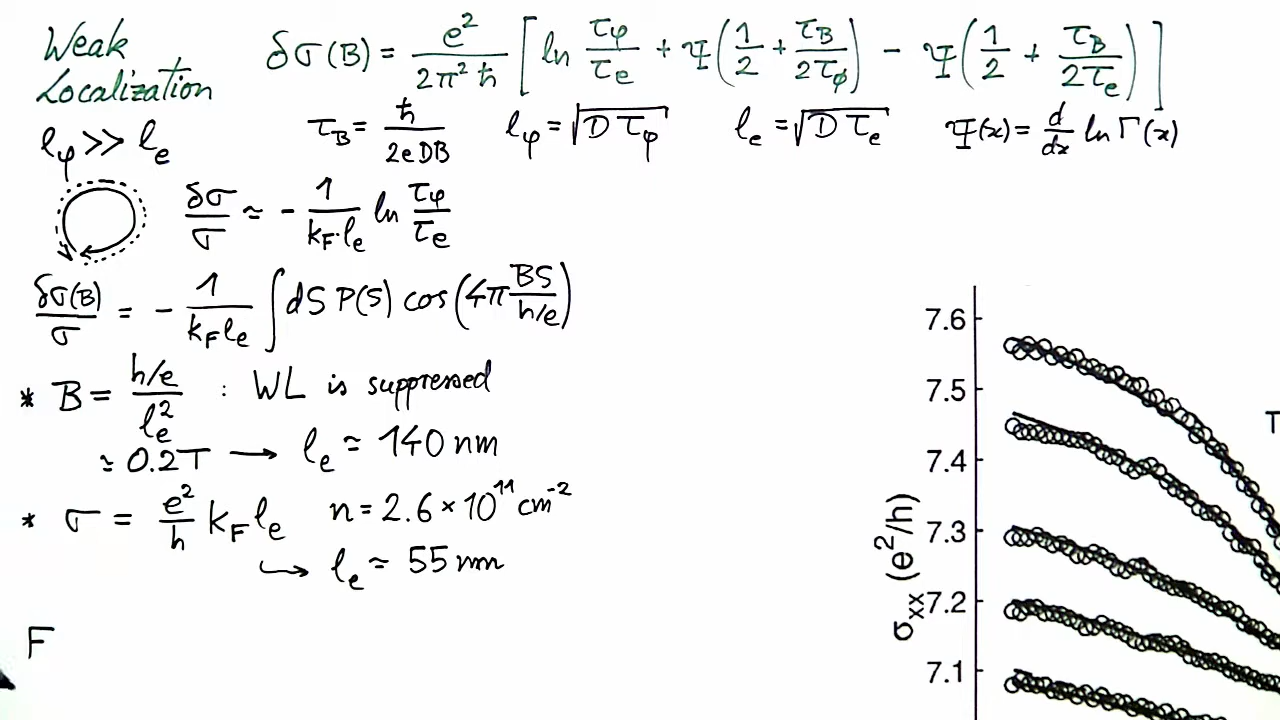 Weak Localization
δσ(B) = e²/2π²ħ [ln τφ/τe + Ψ(1/2 + τB/2τϕ) − Ψ(1/2 + τB/2τe)]
lφ >> le
τB = ħ/2eDB
lφ = √Dτφ
le = √Dτe
Ψ(x) = d/dx ln Γ(x)
δσ/σ ≃ − 1/kF·le ln τφ/τe
δσ(B)/σ = − 1/kFle ∫ dS P(S) cos(4π BS/h/e)
* B = h/e/le² : WL is suppressed
≃ 0.2T → le ≃ 140 nm
* σ = e²/h kFle n = 2.6 × 10¹¹ cm⁻²
↪ le ≃ 55 nm
F
σxx (e²/h)
7.6
7.5
7.4
7.3
7.2
7.1
T